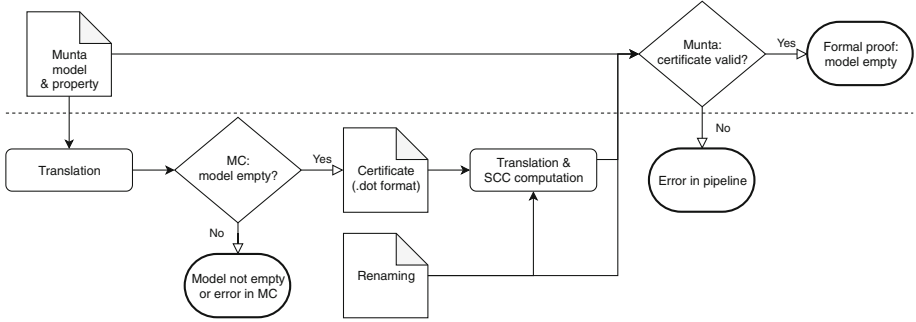 Munta
model
& property
Munta:
certificate valid?
Yes
Formal proof:
model empty
No
Translation
MC:
model empty?
Yes
Certificate
(.dot format)
Translation &
SCC computation
Error in pipeline
No
Model not empty
or error in MC
Renaming